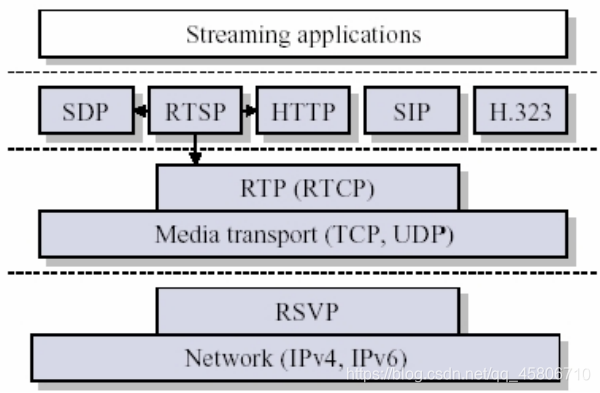 Streaming applications
SDP RTSP HTTP SIP H.323
RTP (RTCP)
Media transport (TCP, UDP)
RSVP
Network (IPv4, IPv6)
https://blog.csdn.net/qq_45806710